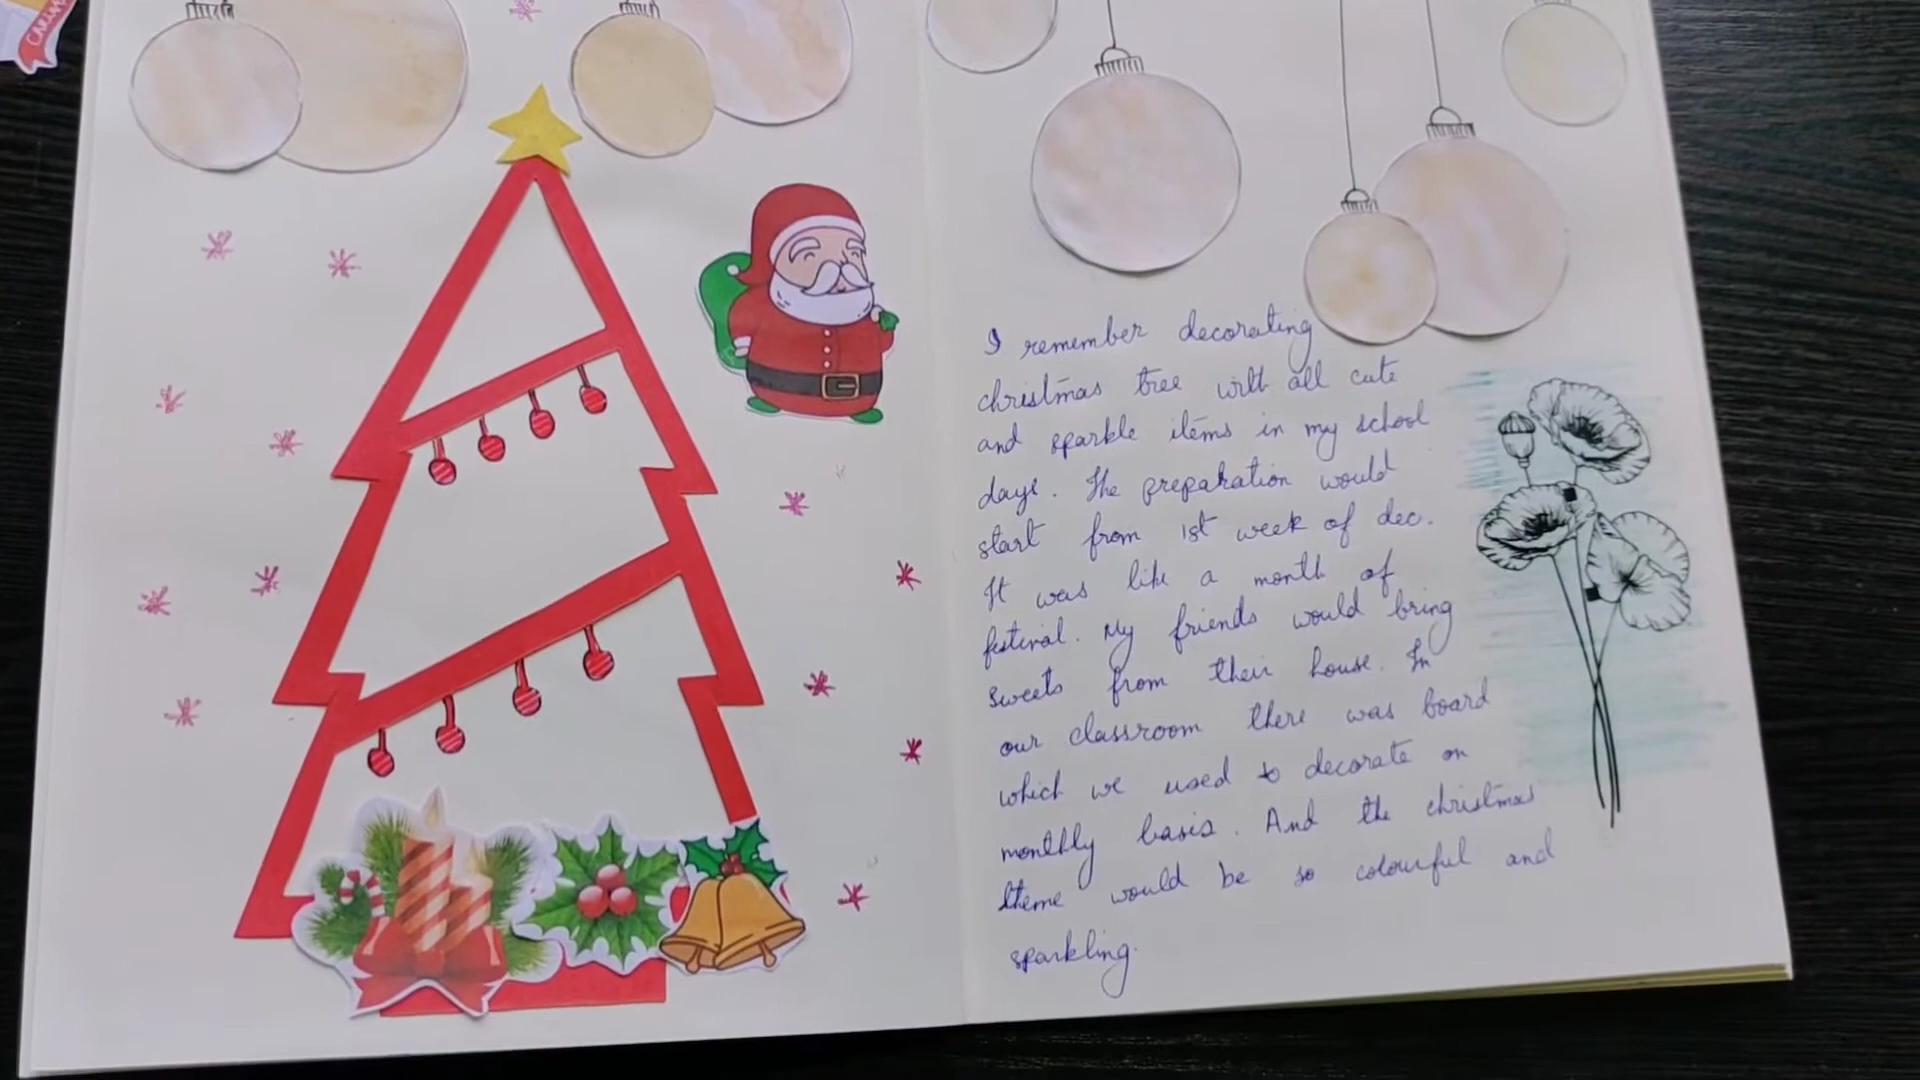 I remember decorating
christmas tree with all cute
and sparkle items in my school
days. The preparation would
start from 1st week of dec.
It was like a month of
festival. My friends would bring
sweets from their house. In
our classroom there was board
which we used to decorate on
monthly basis. And the christmas
theme would be so colourful and
sparkling.